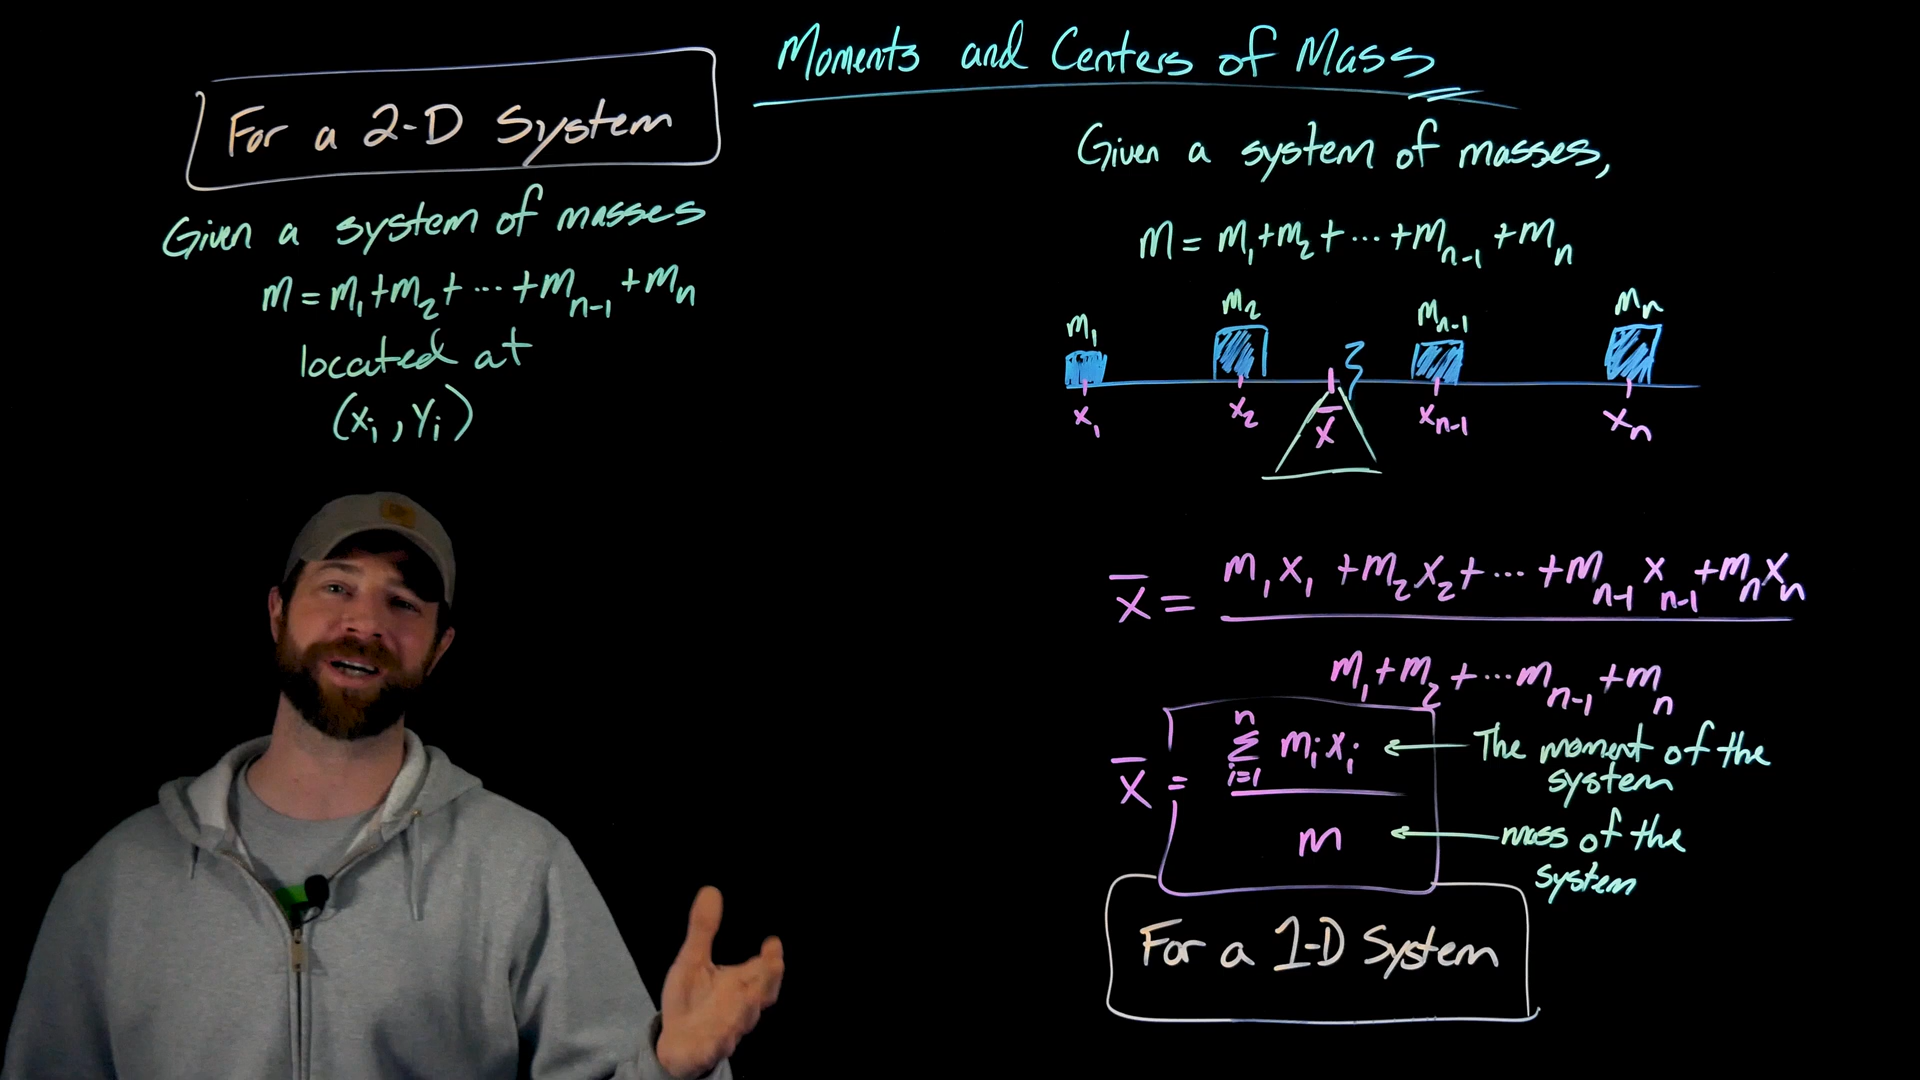 Moments and Centers of Mass
For a 2-D System
Given a system of masses
m = m₁+m₂+⋯+mₙ₋₁+mₙ
located at
(xᵢ, yᵢ)
Given a system of masses,
m = m₁+m₂+⋯+mₙ₋₁+mₙ
m₁ m₂ mₙ₋₁ mₙ
x₁ x₂ x̄ xₙ₋₁ xₙ
x̄ = m₁x₁+m₂x₂+⋯+mₙ₋₁xₙ₋₁+mₙxₙ
m₁+m₂+⋯mₙ₋₁+mₙ
n
x̄ = Σ mᵢxᵢ ← The moment of the
i=1
system
m ← mass of the
system
For a 1-D System